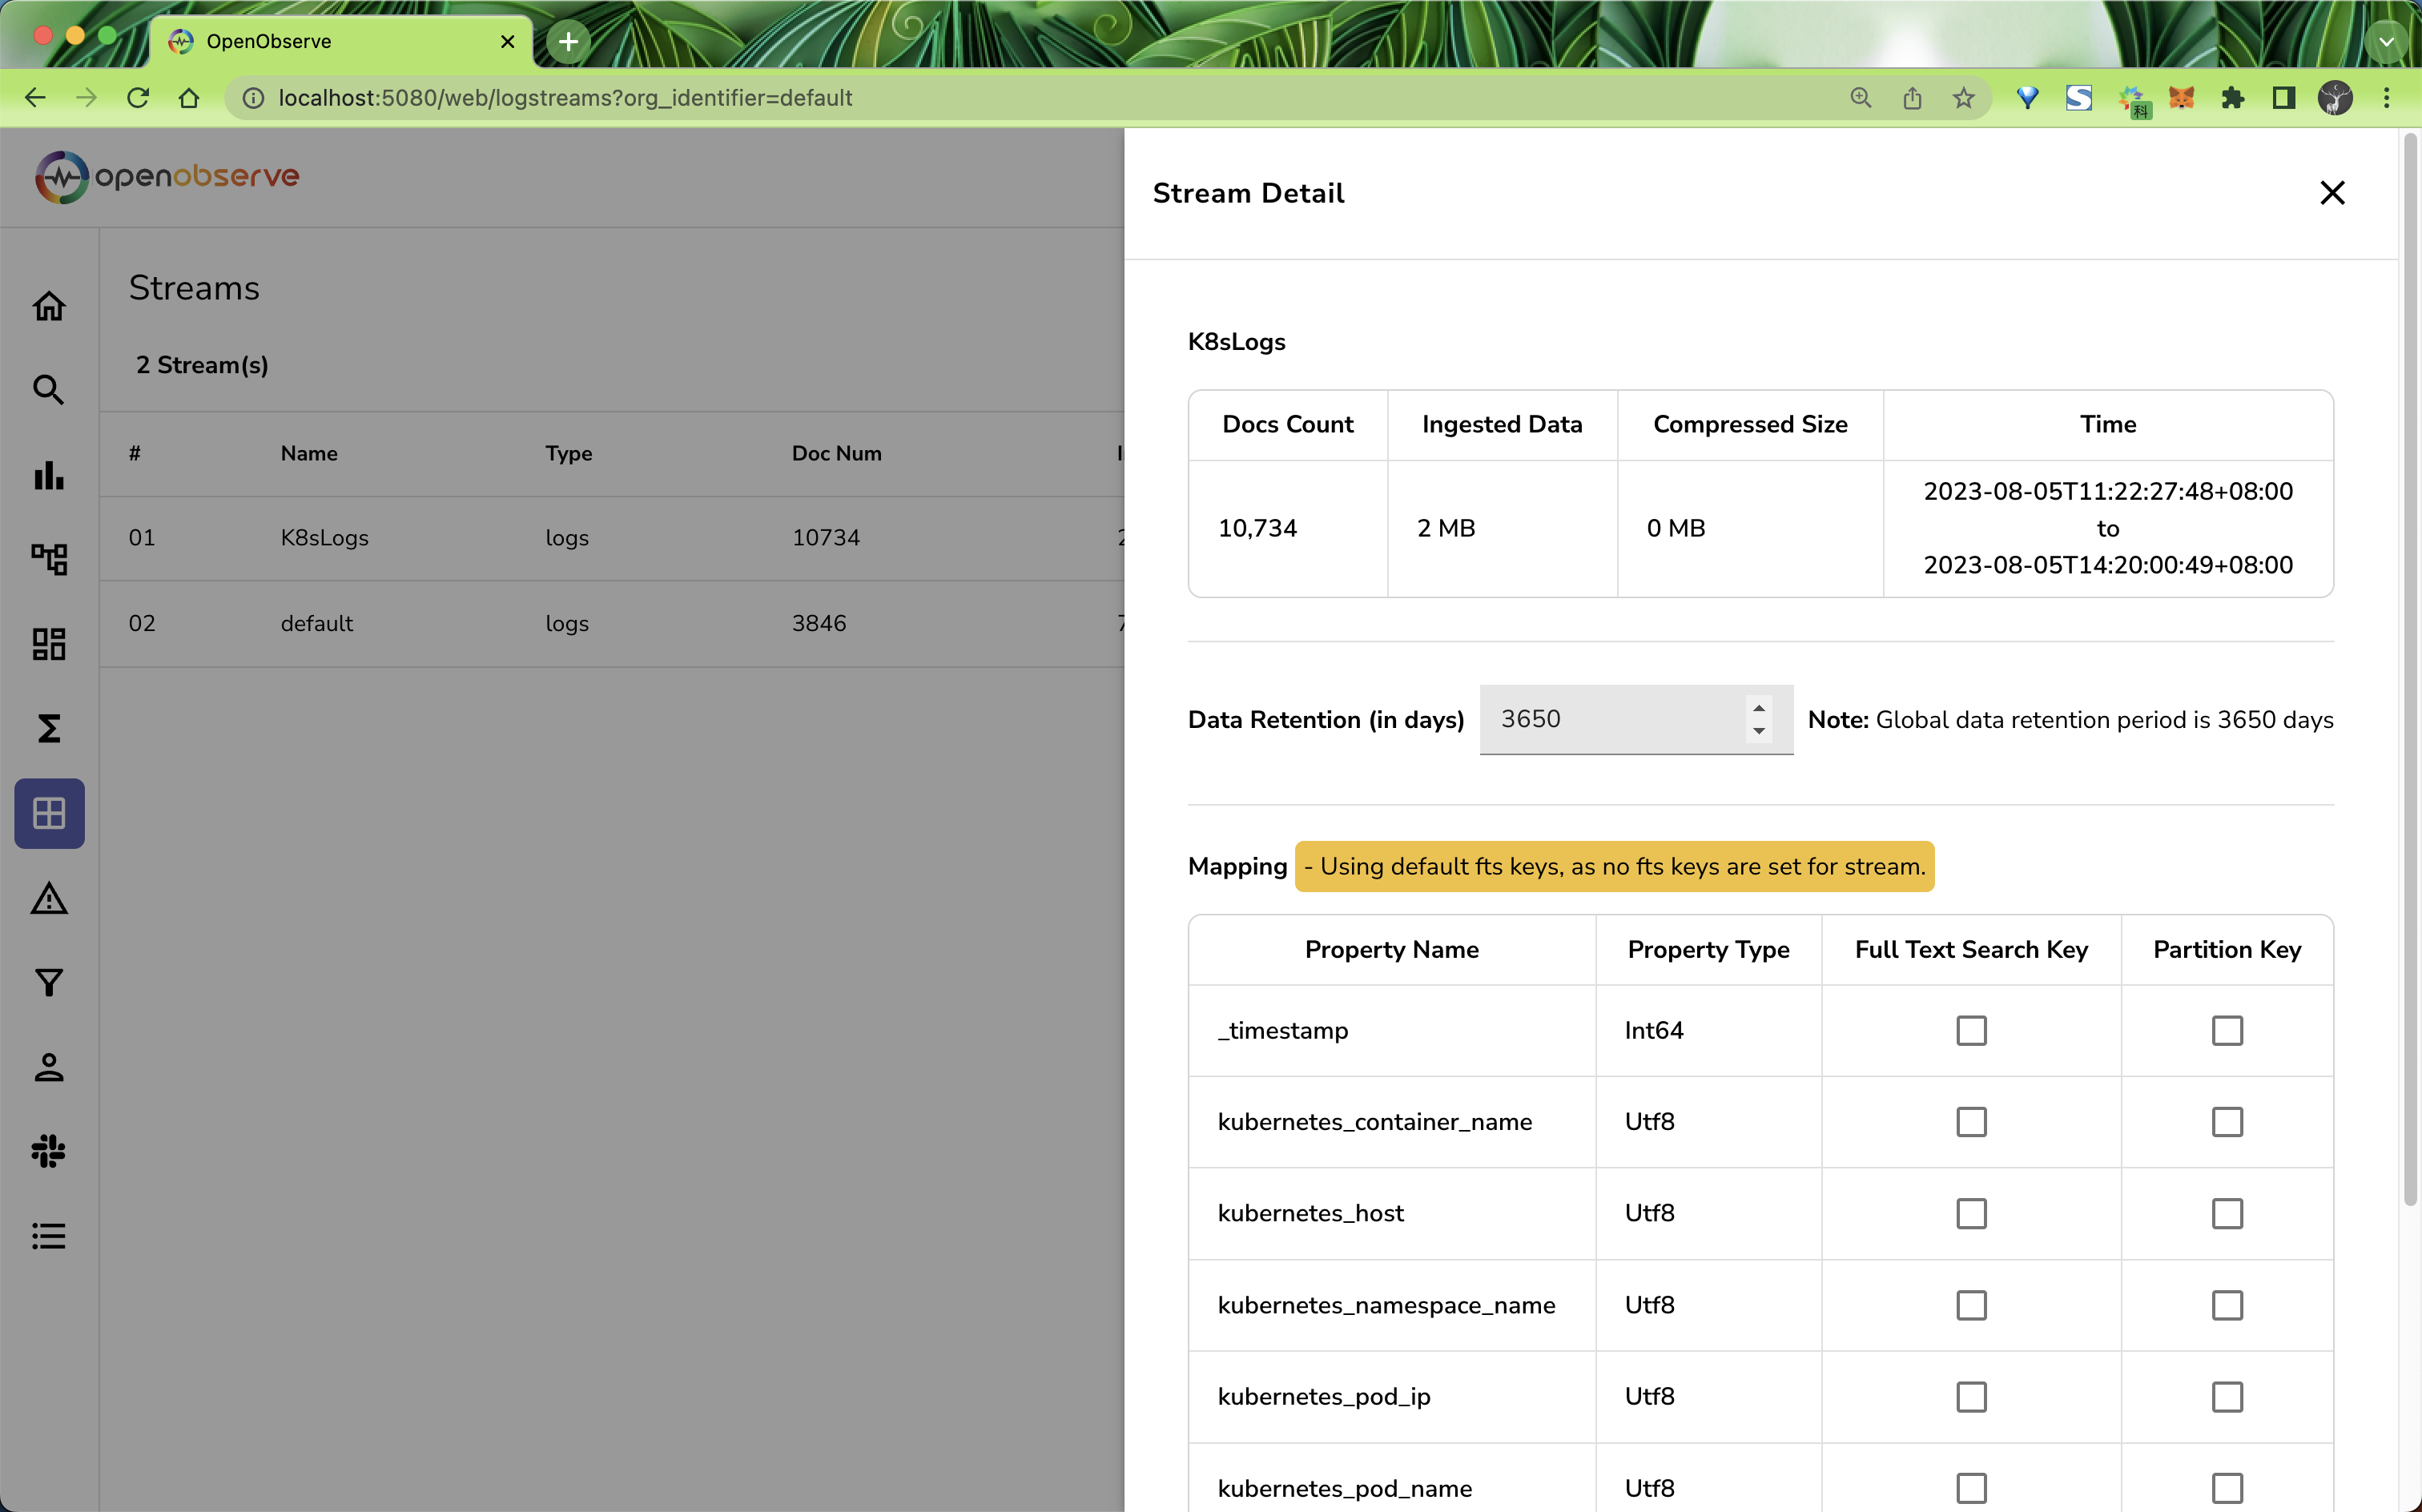 OpenObserve
localhost:5080/web/logstreams?org_identifier=default
科
openobserve
Streams
2 Stream(s)
# Name Type Doc Num
01 K8sLogs logs 10734
02 default logs 3846
Stream Detail
K8sLogs
Docs Count Ingested Data Compressed Size Time
10,734 2 MB 0 MB 2023-08-05T11:22:27:48+08:00
to
2023-08-05T14:20:00:49+08:00
Data Retention (in days) 3650 Note: Global data retention period is 3650 days
Mapping - Using default fts keys, as no fts keys are set for stream.
Property Name Property Type Full Text Search Key Partition Key
_timestamp Int64
kubernetes_container_name Utf8
kubernetes_host Utf8
kubernetes_namespace_name Utf8
kubernetes_pod_ip Utf8
kubernetes_pod_name Utf8